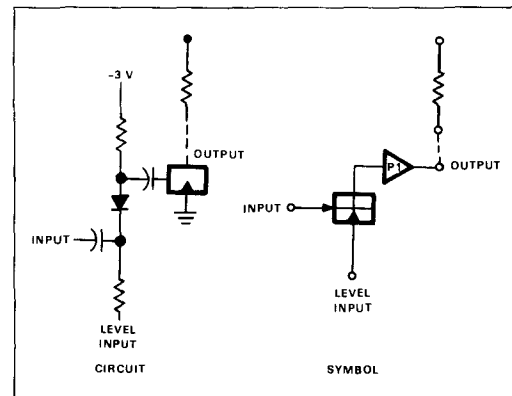 -3 V
OUTPUT
INPUT
LEVEL
INPUT
CIRCUIT
P1
OUTPUT
INPUT
LEVEL
INPUT
SYMBOL